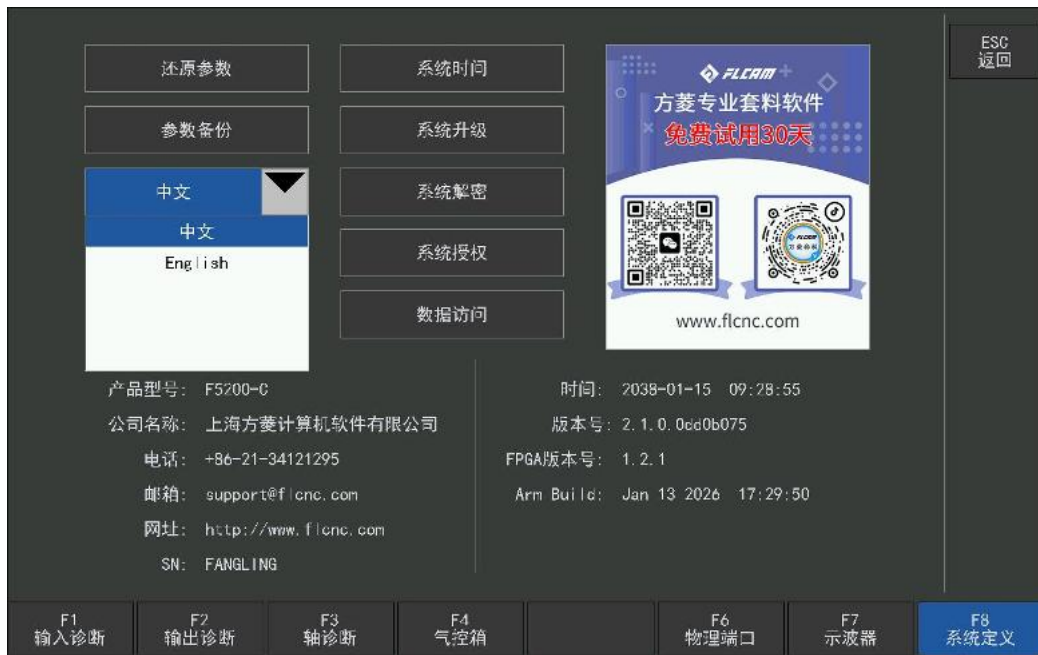 还原参数
系统时间
参数备份
系统升级
中文
系统解密
中文
English
系统授权
数据访问
FLCAM
方菱专业套料软件
免费试用30天
FLCAM
方菱套料
www.flcnc.com
ESC
返回
产品型号: F5200-C
公司名称: 上海方菱计算机软件有限公司
电话: +86-21-34121295
邮箱: support@flcnc.com
网址: http://www.flcnc.com
SN: FANGLING
时间: 2038-01-15 09:28:55
版本号: 2.1.0.0dd0b075
FPGA版本号: 1.2.1
Arm Build: Jan 13 2026 17:29:50
F1
输入诊断
F2
输出诊断
F3
轴诊断
F4
气控箱
F6
物理端口
F7
示波器
F8
系统定义